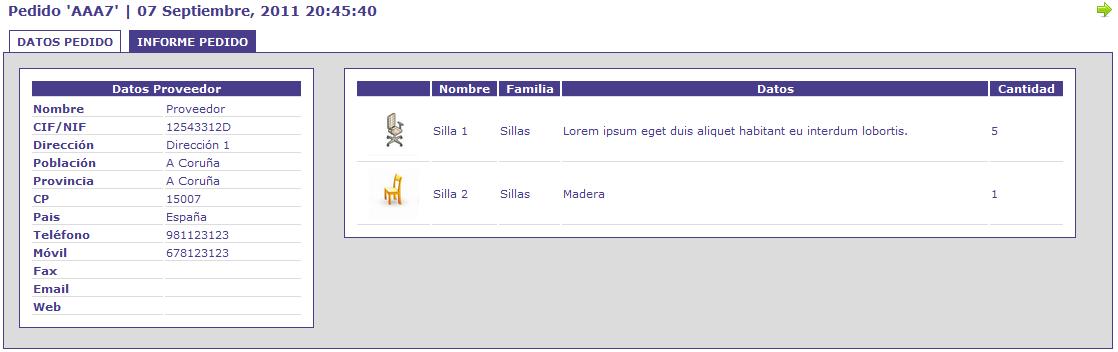 Pedido 'AAA7' | 07 Septiembre, 2011 20:45:40
DATOS PEDIDO INFORME PEDIDO
Datos Proveedor
Nombre Proveedor
CIF/NIF 12543312D
Dirección Dirección 1
Población A Coruña
Provincia A Coruña
CP 15007
Pais España
Teléfono 981123123
Móvil 678123123
Fax
Email
Web
Nombre Familia Datos Cantidad
Silla 1 Sillas Lorem ipsum eget duis aliquet habitant eu interdum lobortis. 5
Silla 2 Sillas Madera 1